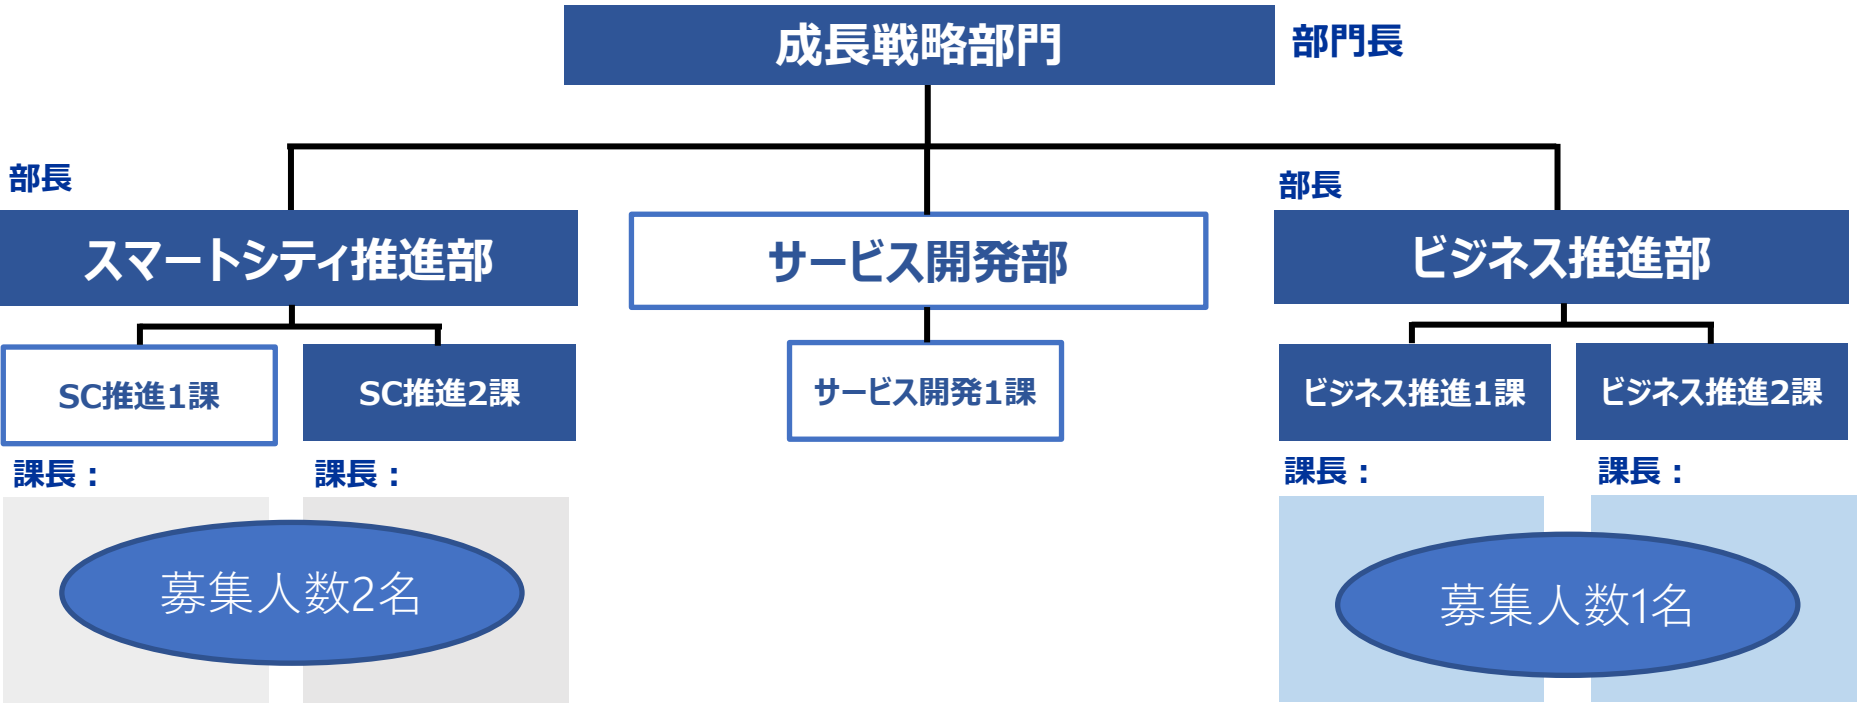 成長戦略部門
部門長
部長
部長
スマートシティ推進部
サービス開発部
ビジネス推進部
SC推進1課
SC推進2課
サービス開発1課
ビジネス推進1課
ビジネス推進2課
課長：
課長：
課長：
課長：
募集人数2名
募集人数1名